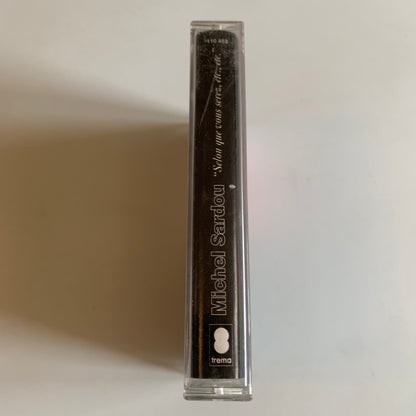 trema
Michel Sardou
"Selon que vous serez, etc., etc."